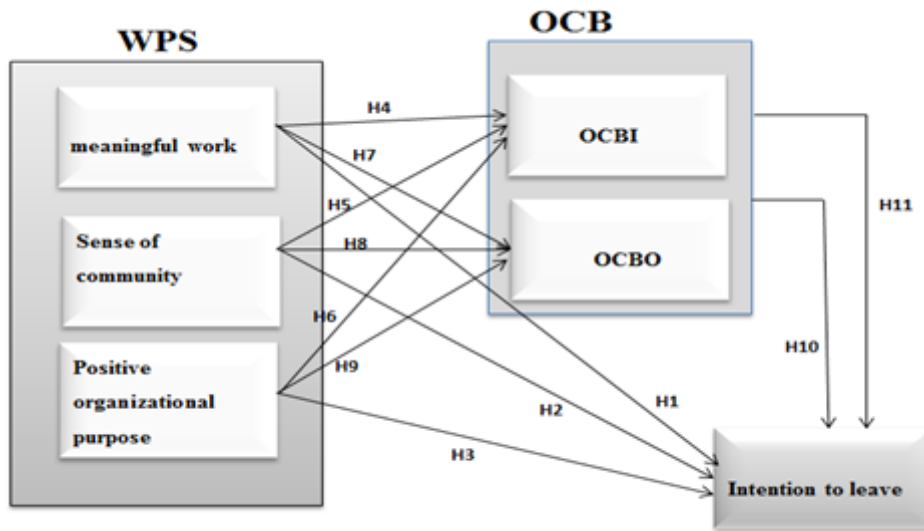 WPS
OCB
meaningful work
Sense of
community
Positive
organizational
purpose
H4
H7
H5
H8
H6
H9
H2
H1
H3
OCBI
OCBO
H11
H10
Intention to leave